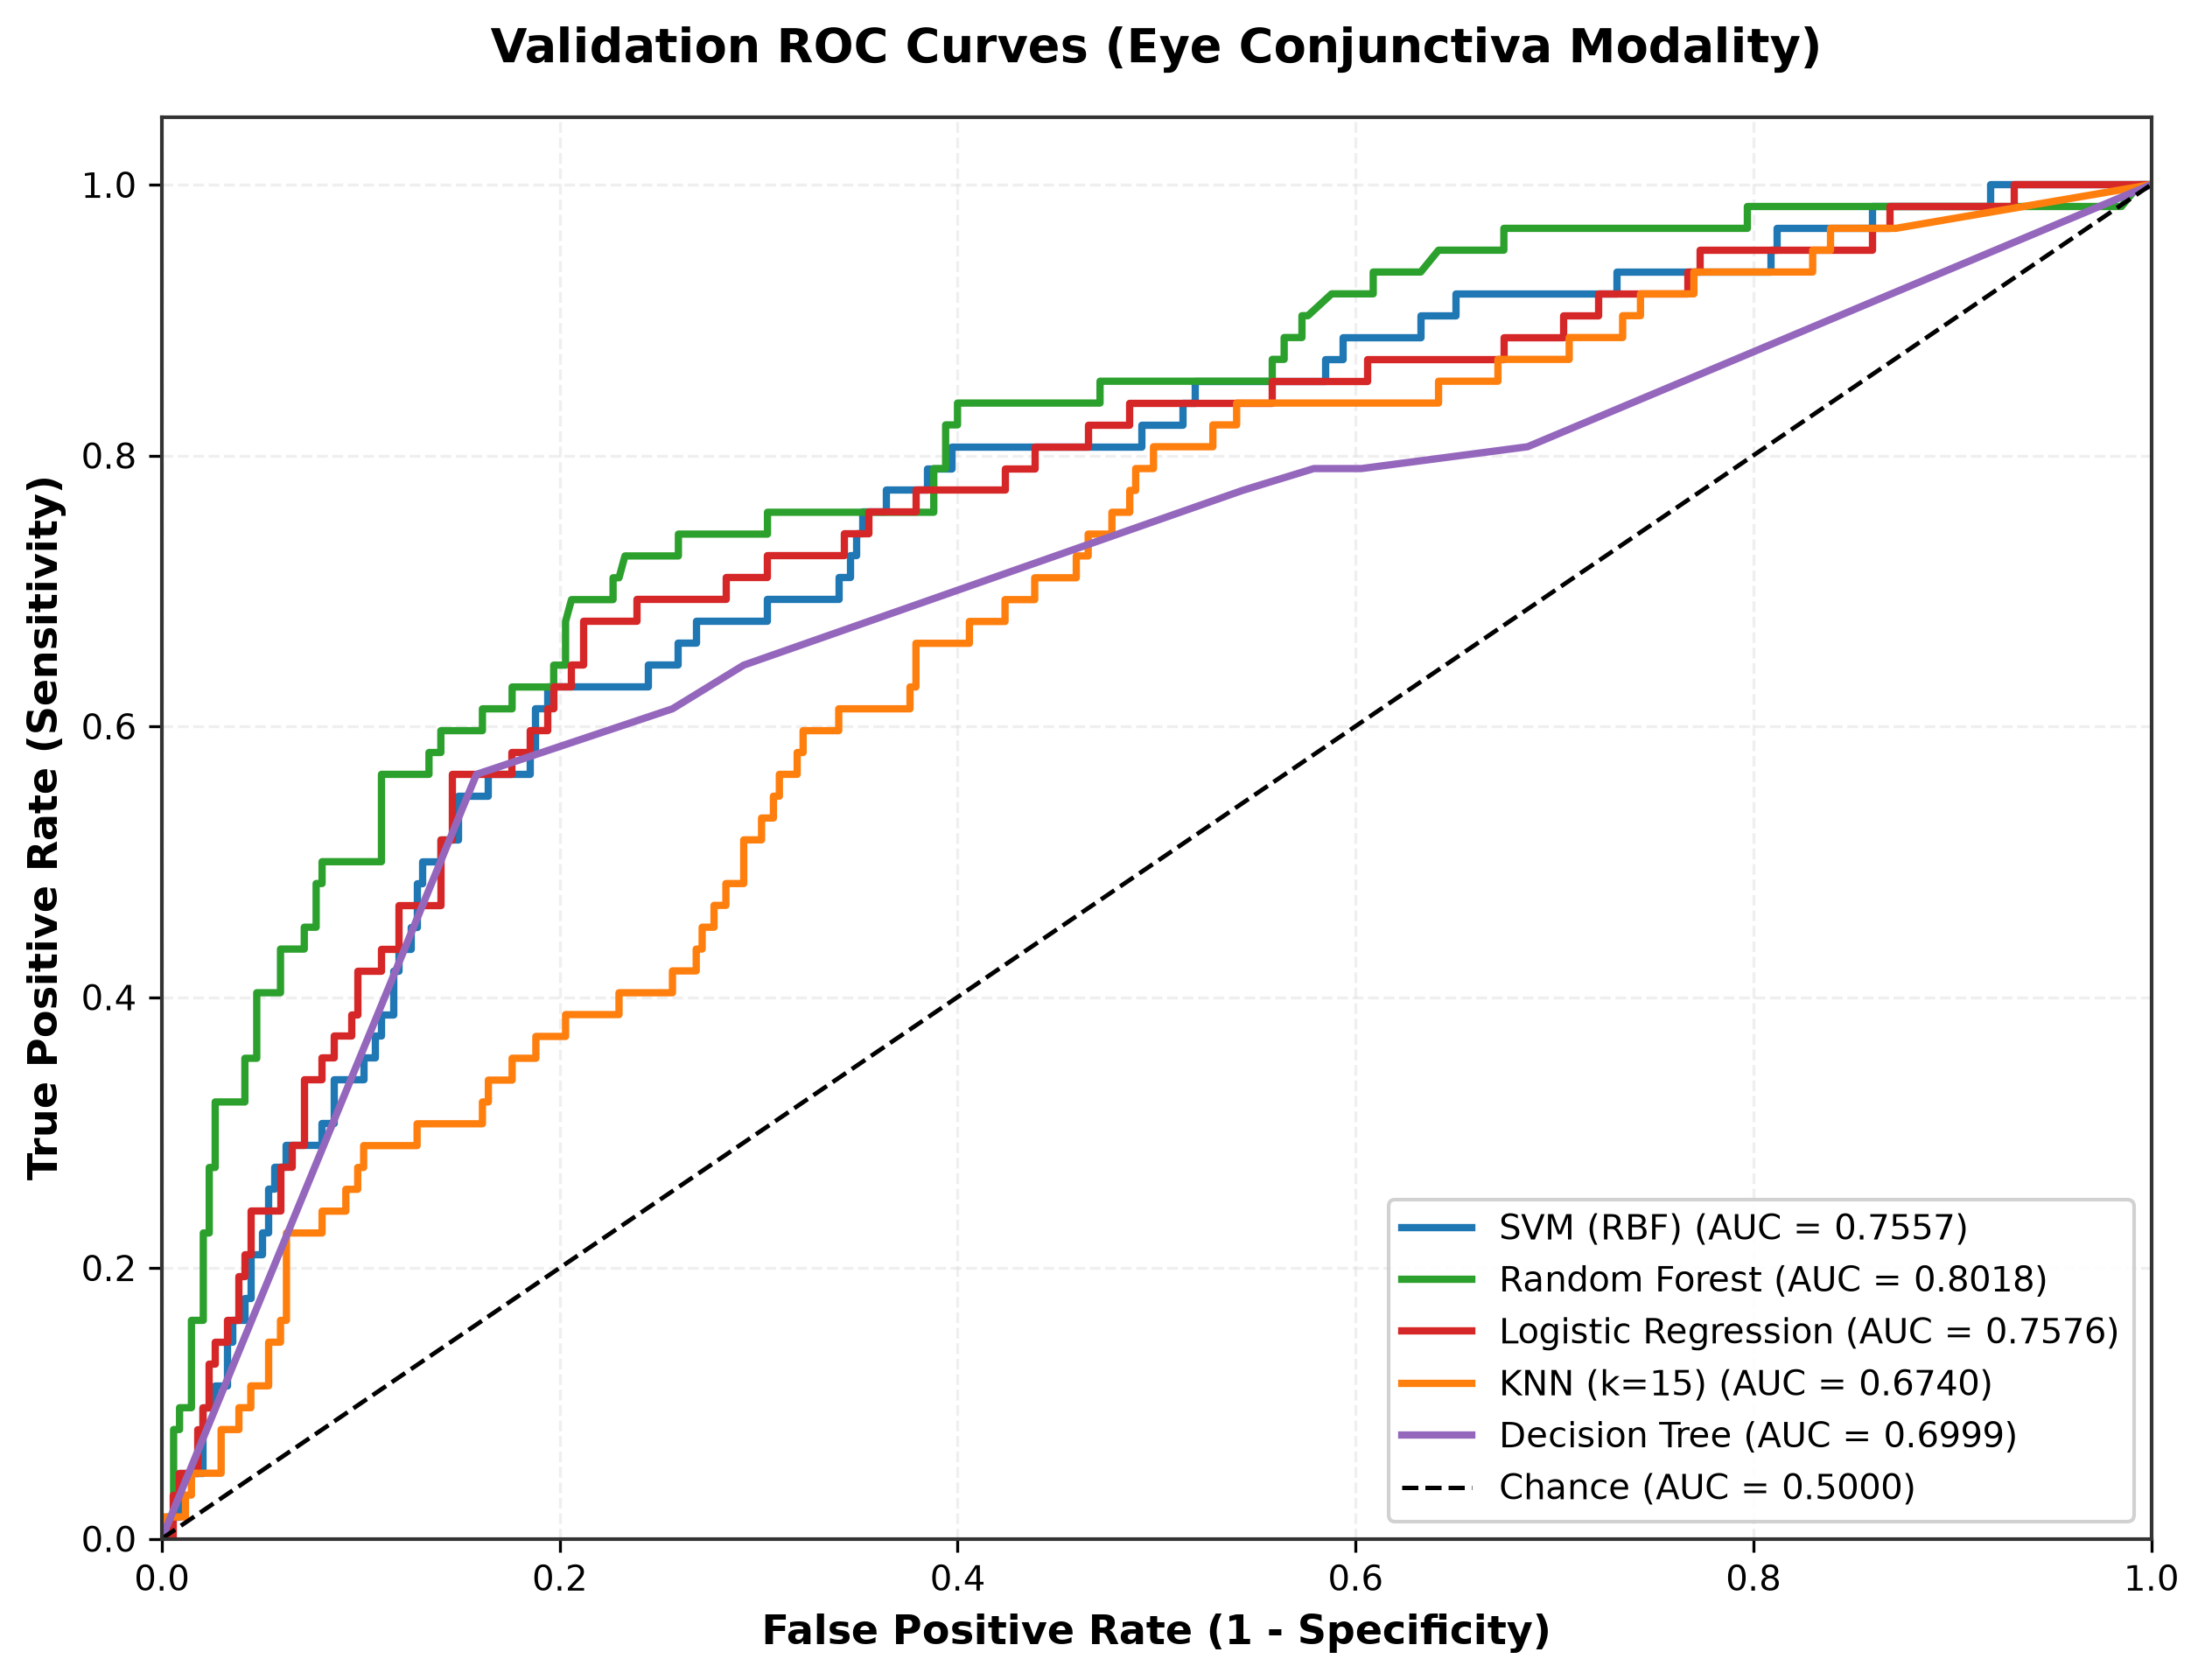 Validation ROC Curves (Eye Conjunctiva Modality)
True Positive Rate (Sensitivity)
1.0
0.8
0.6
0.4
0.2
0.0
SVM (RBF) (AUC = 0.7557)
Random Forest (AUC = 0.8018)
Logistic Regression (AUC = 0.7576)
KNN (k=15) (AUC = 0.6740)
Decision Tree (AUC = 0.6999)
Chance (AUC = 0.5000)
0.0 0.2 0.4 0.6 0.8 1.0
False Positive Rate (1 - Specificity)